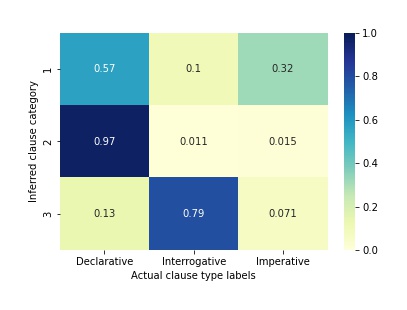 1.0
0.57 0.1 0.32
1
0.8
Inferred clause category
0.6
0.97 0.011 0.015
2
0.4
0.13 0.79 0.071
3
0.2
0.0
Declarative Interrogative Imperative
Actual clause type labels